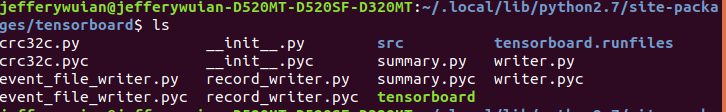 jefferywuian@jefferywuian-D520MT-D520SF-D320MT:~/.local/lib/python2.7/site-packa
ges/tensorboard$ ls
crc32c.py __init__.py src tensorboard.runfiles
crc32c.pyc __init__.pyc summary.py writer.py
event_file_writer.py record_writer.py summary.pyc writer.pyc
event_file_writer.pyc record_writer.pyc tensorboard